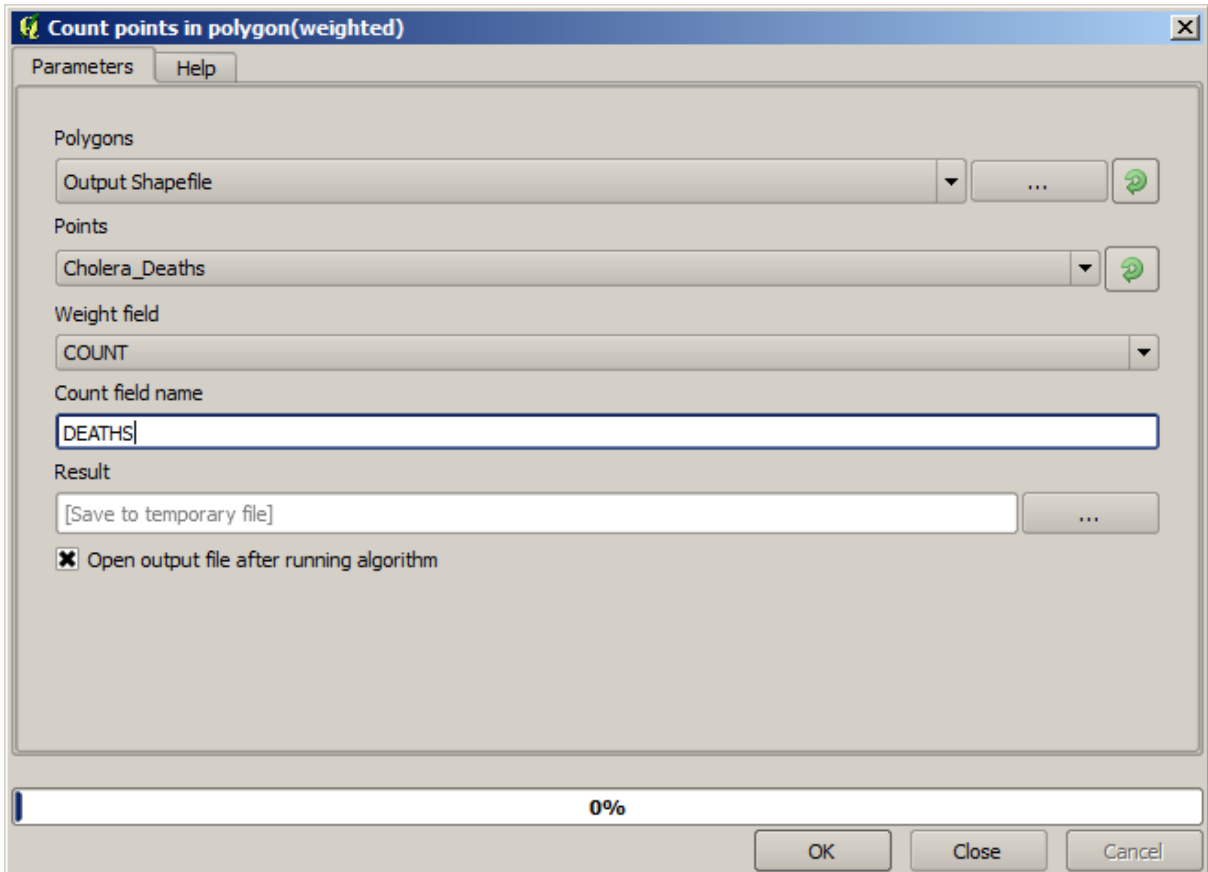 Count points in polygon(weighted)
Parameters Help
Polygons
Output Shapefile ...
Points
Cholera_Deaths
Weight field
COUNT
Count field name
DEATHS
Result
[Save to temporary file] ...
Open output file after running algorithm
0%
OK Close Cancel